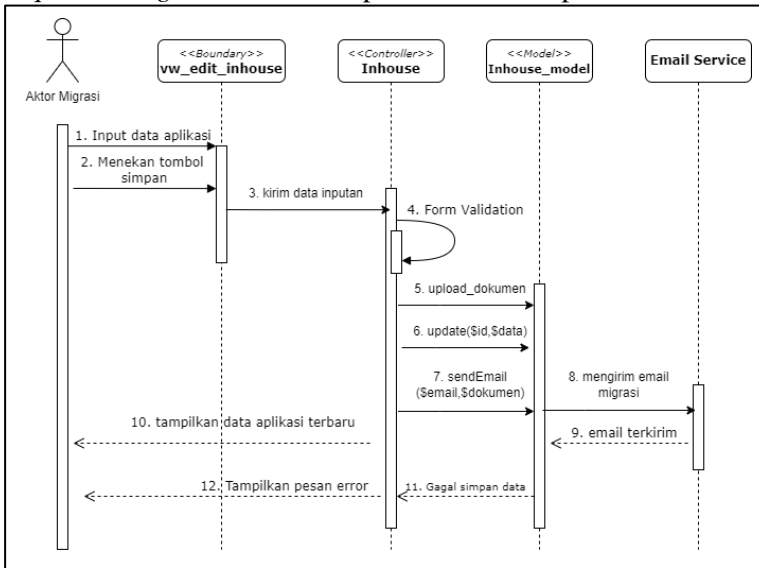 <<Boundary>>
vw_edit_inhouse
<<Controller>>
Inhouse
<<Model>>
Inhouse_model
Email Service
Aktor Migrasi
1. Input data aplikasi
2. Menekan tombol
simpan
3. kirim data inputan
4. Form Validation
5. upload_dokumen
6. update($id,$data)
7. sendEmail
($email,$dokumen)
8. mengirim email
migrasi
9. email terkirim
10. tampilkan data aplikasi terbaru
11. Gagal simpan data
12. Tampilkan pesan error